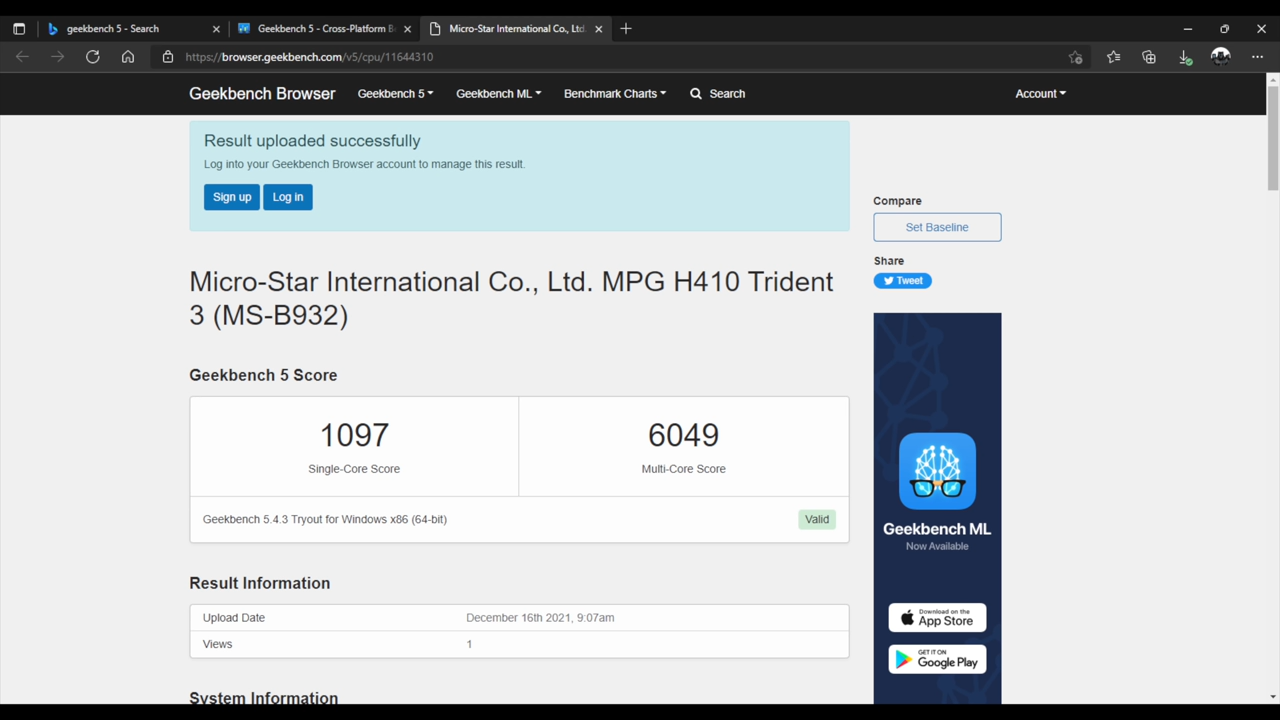 geekbench 5 - Search
Geekbench 5 - Cross-Platform Be
Micro-Star International Co., Ltd.
https://browser.geekbench.com/v5/cpu/11644310
Geekbench Browser
Geekbench 5
Geekbench ML
Benchmark Charts
Search
Account
Result uploaded successfully
Log into your Geekbench Browser account to manage this result.
Sign up
Log in
Compare
Set Baseline
Share
Tweet
Micro-Star International Co., Ltd. MPG H410 Trident
3 (MS-B932)
Geekbench 5 Score
1097
Single-Core Score
6049
Multi-Core Score
Geekbench 5.4.3 Tryout for Windows x86 (64-bit)
Valid
Geekbench ML
Now Available
Download on the
App Store
GET IT ON
Google Play
Result Information
Upload Date
December 16th 2021, 9:07am
Views
1
System Information